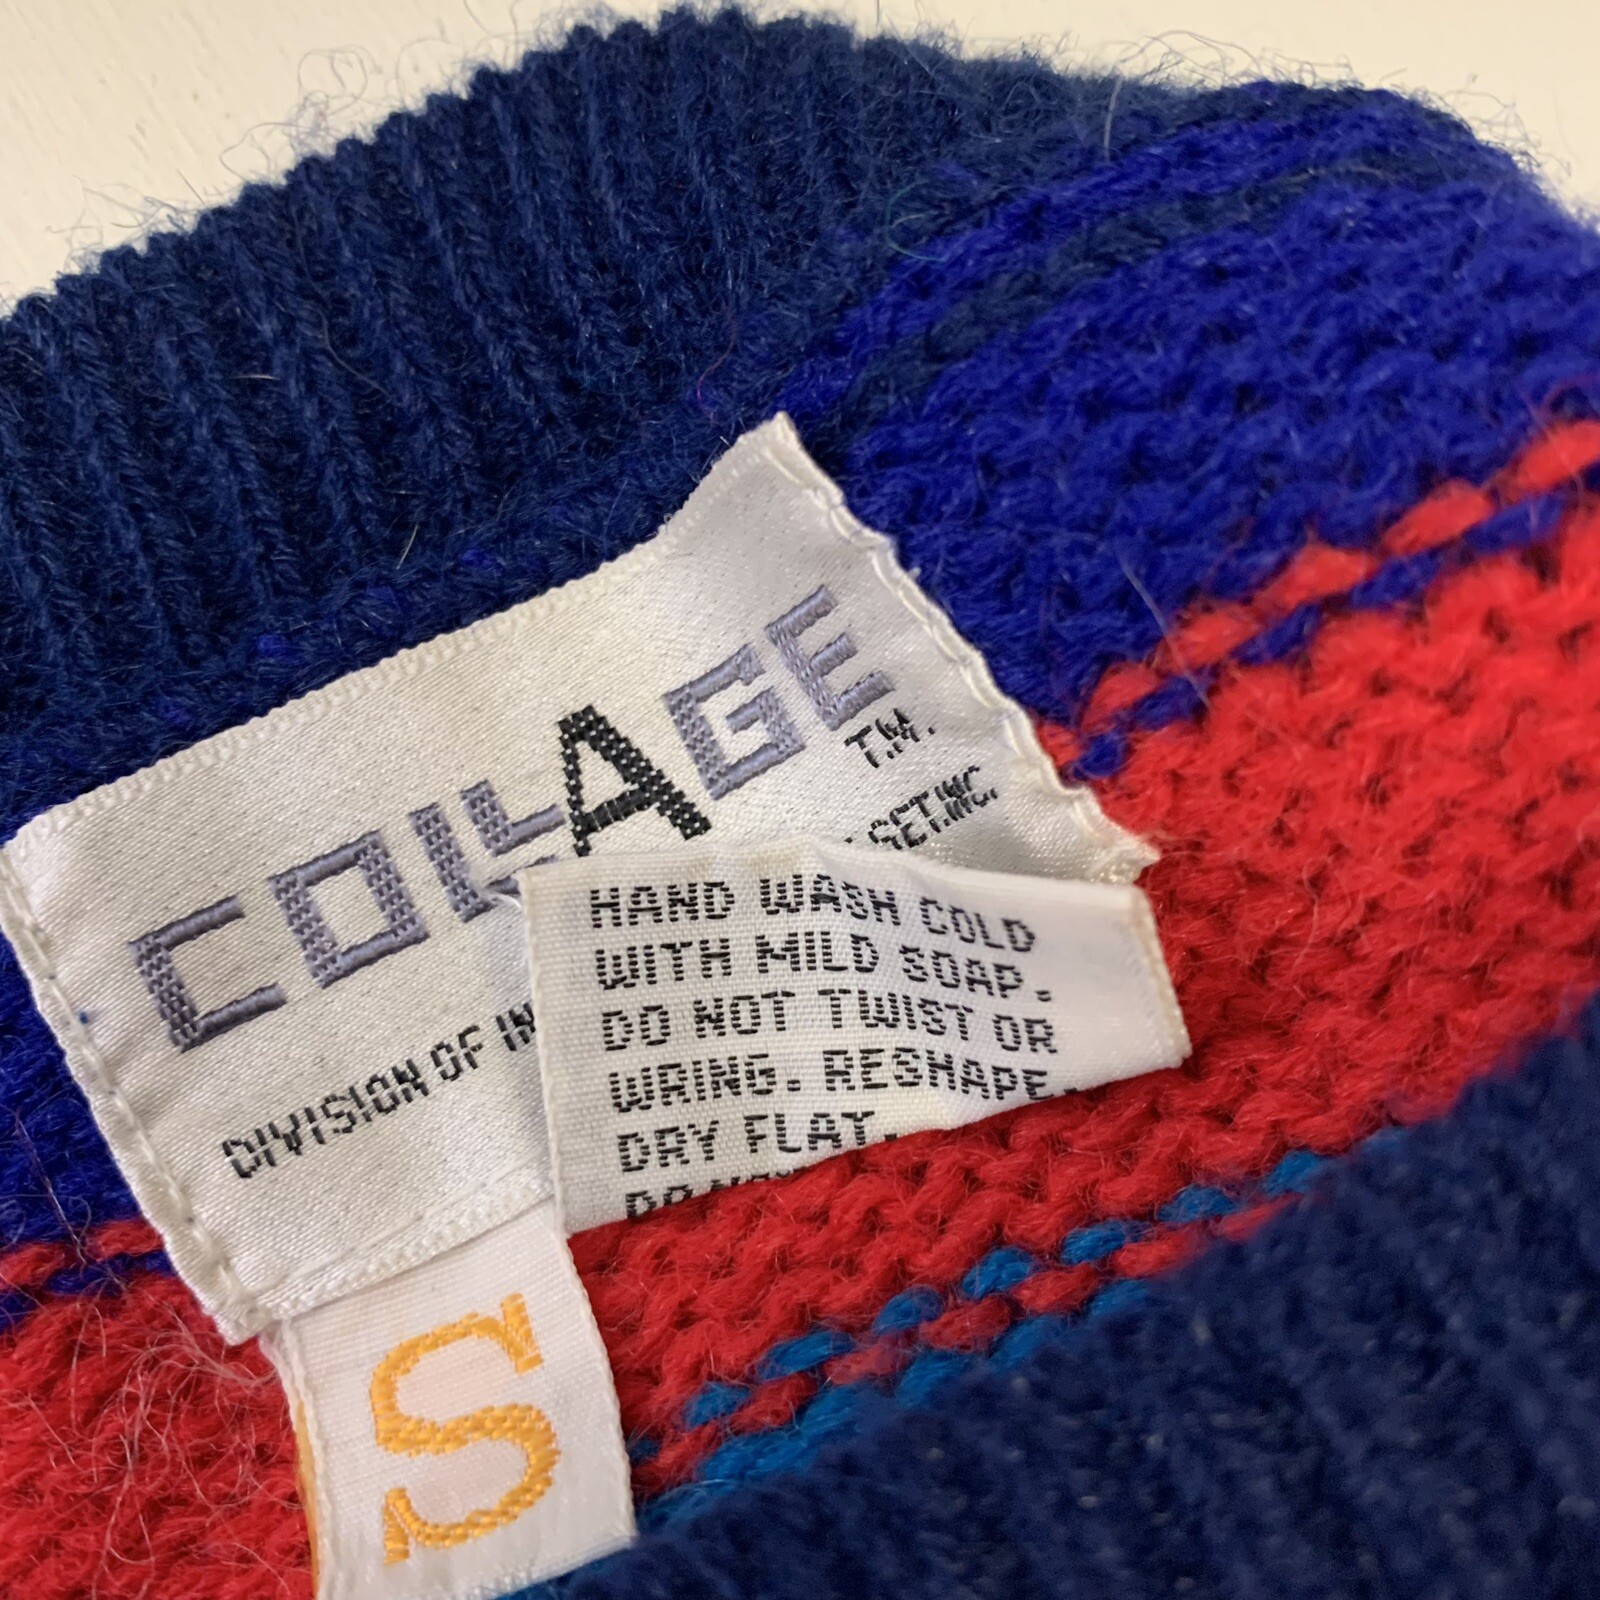 COLLAGE
T.M.
DIVISION OF SET.INC.
HAND WASH COLD
WITH MILD SOAP.
DO NOT TWIST OR
WRING. RESHAPE.
DRY FLAT.
S